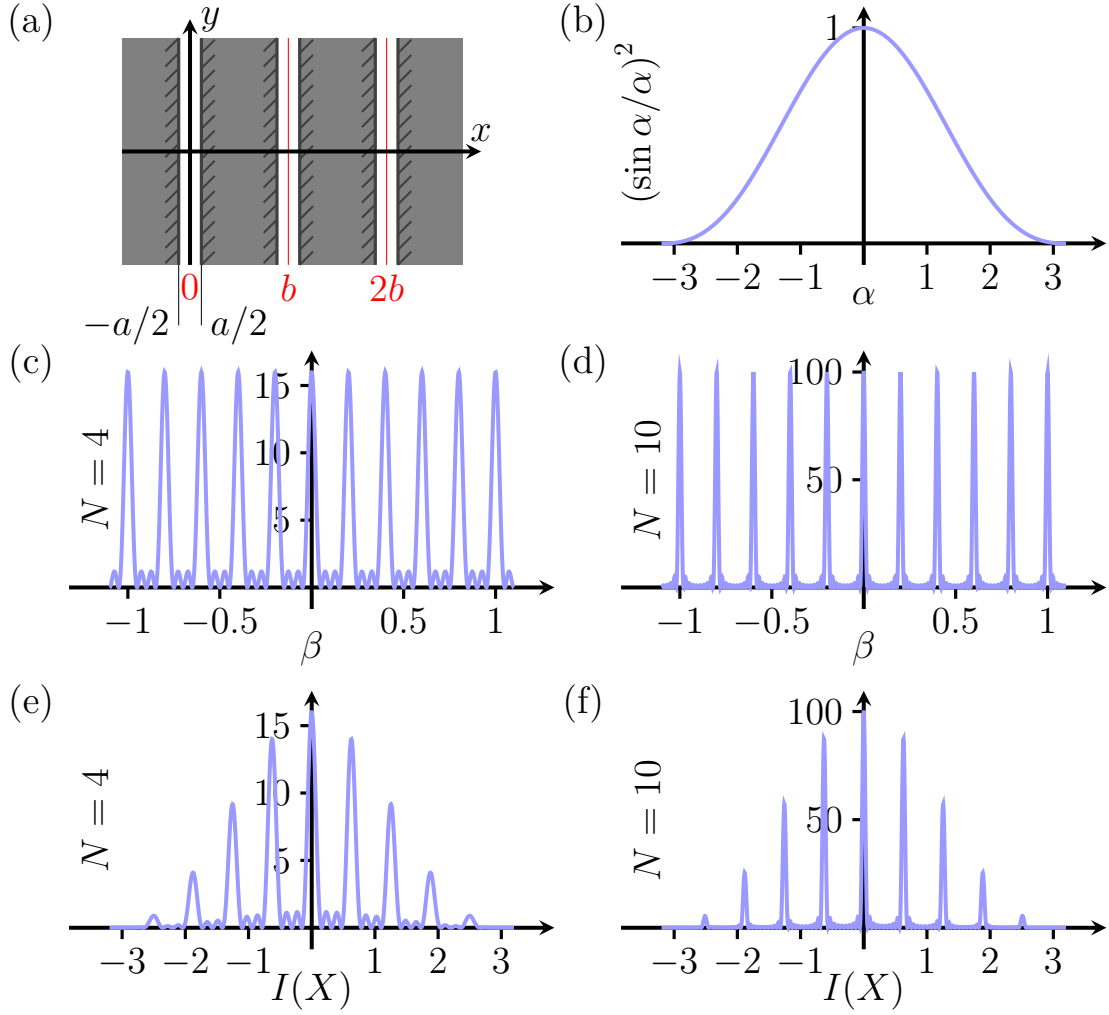 (a)
y
x
0
b
2b
−a/2
a/2
(b)
(sin α/α)²
1
−3 −2 −1 1 2 3
α
(c)
N = 4
15
10
5
−1 −0.5 0.5 1
β
(d)
N = 10
100
50
−1 −0.5 0.5 1
β
(e)
N = 4
15
10
5
−3 −2 −1 1 2 3
I(X)
(f)
N = 10
100
50
−3 −2 −1 1 2 3
I(X)